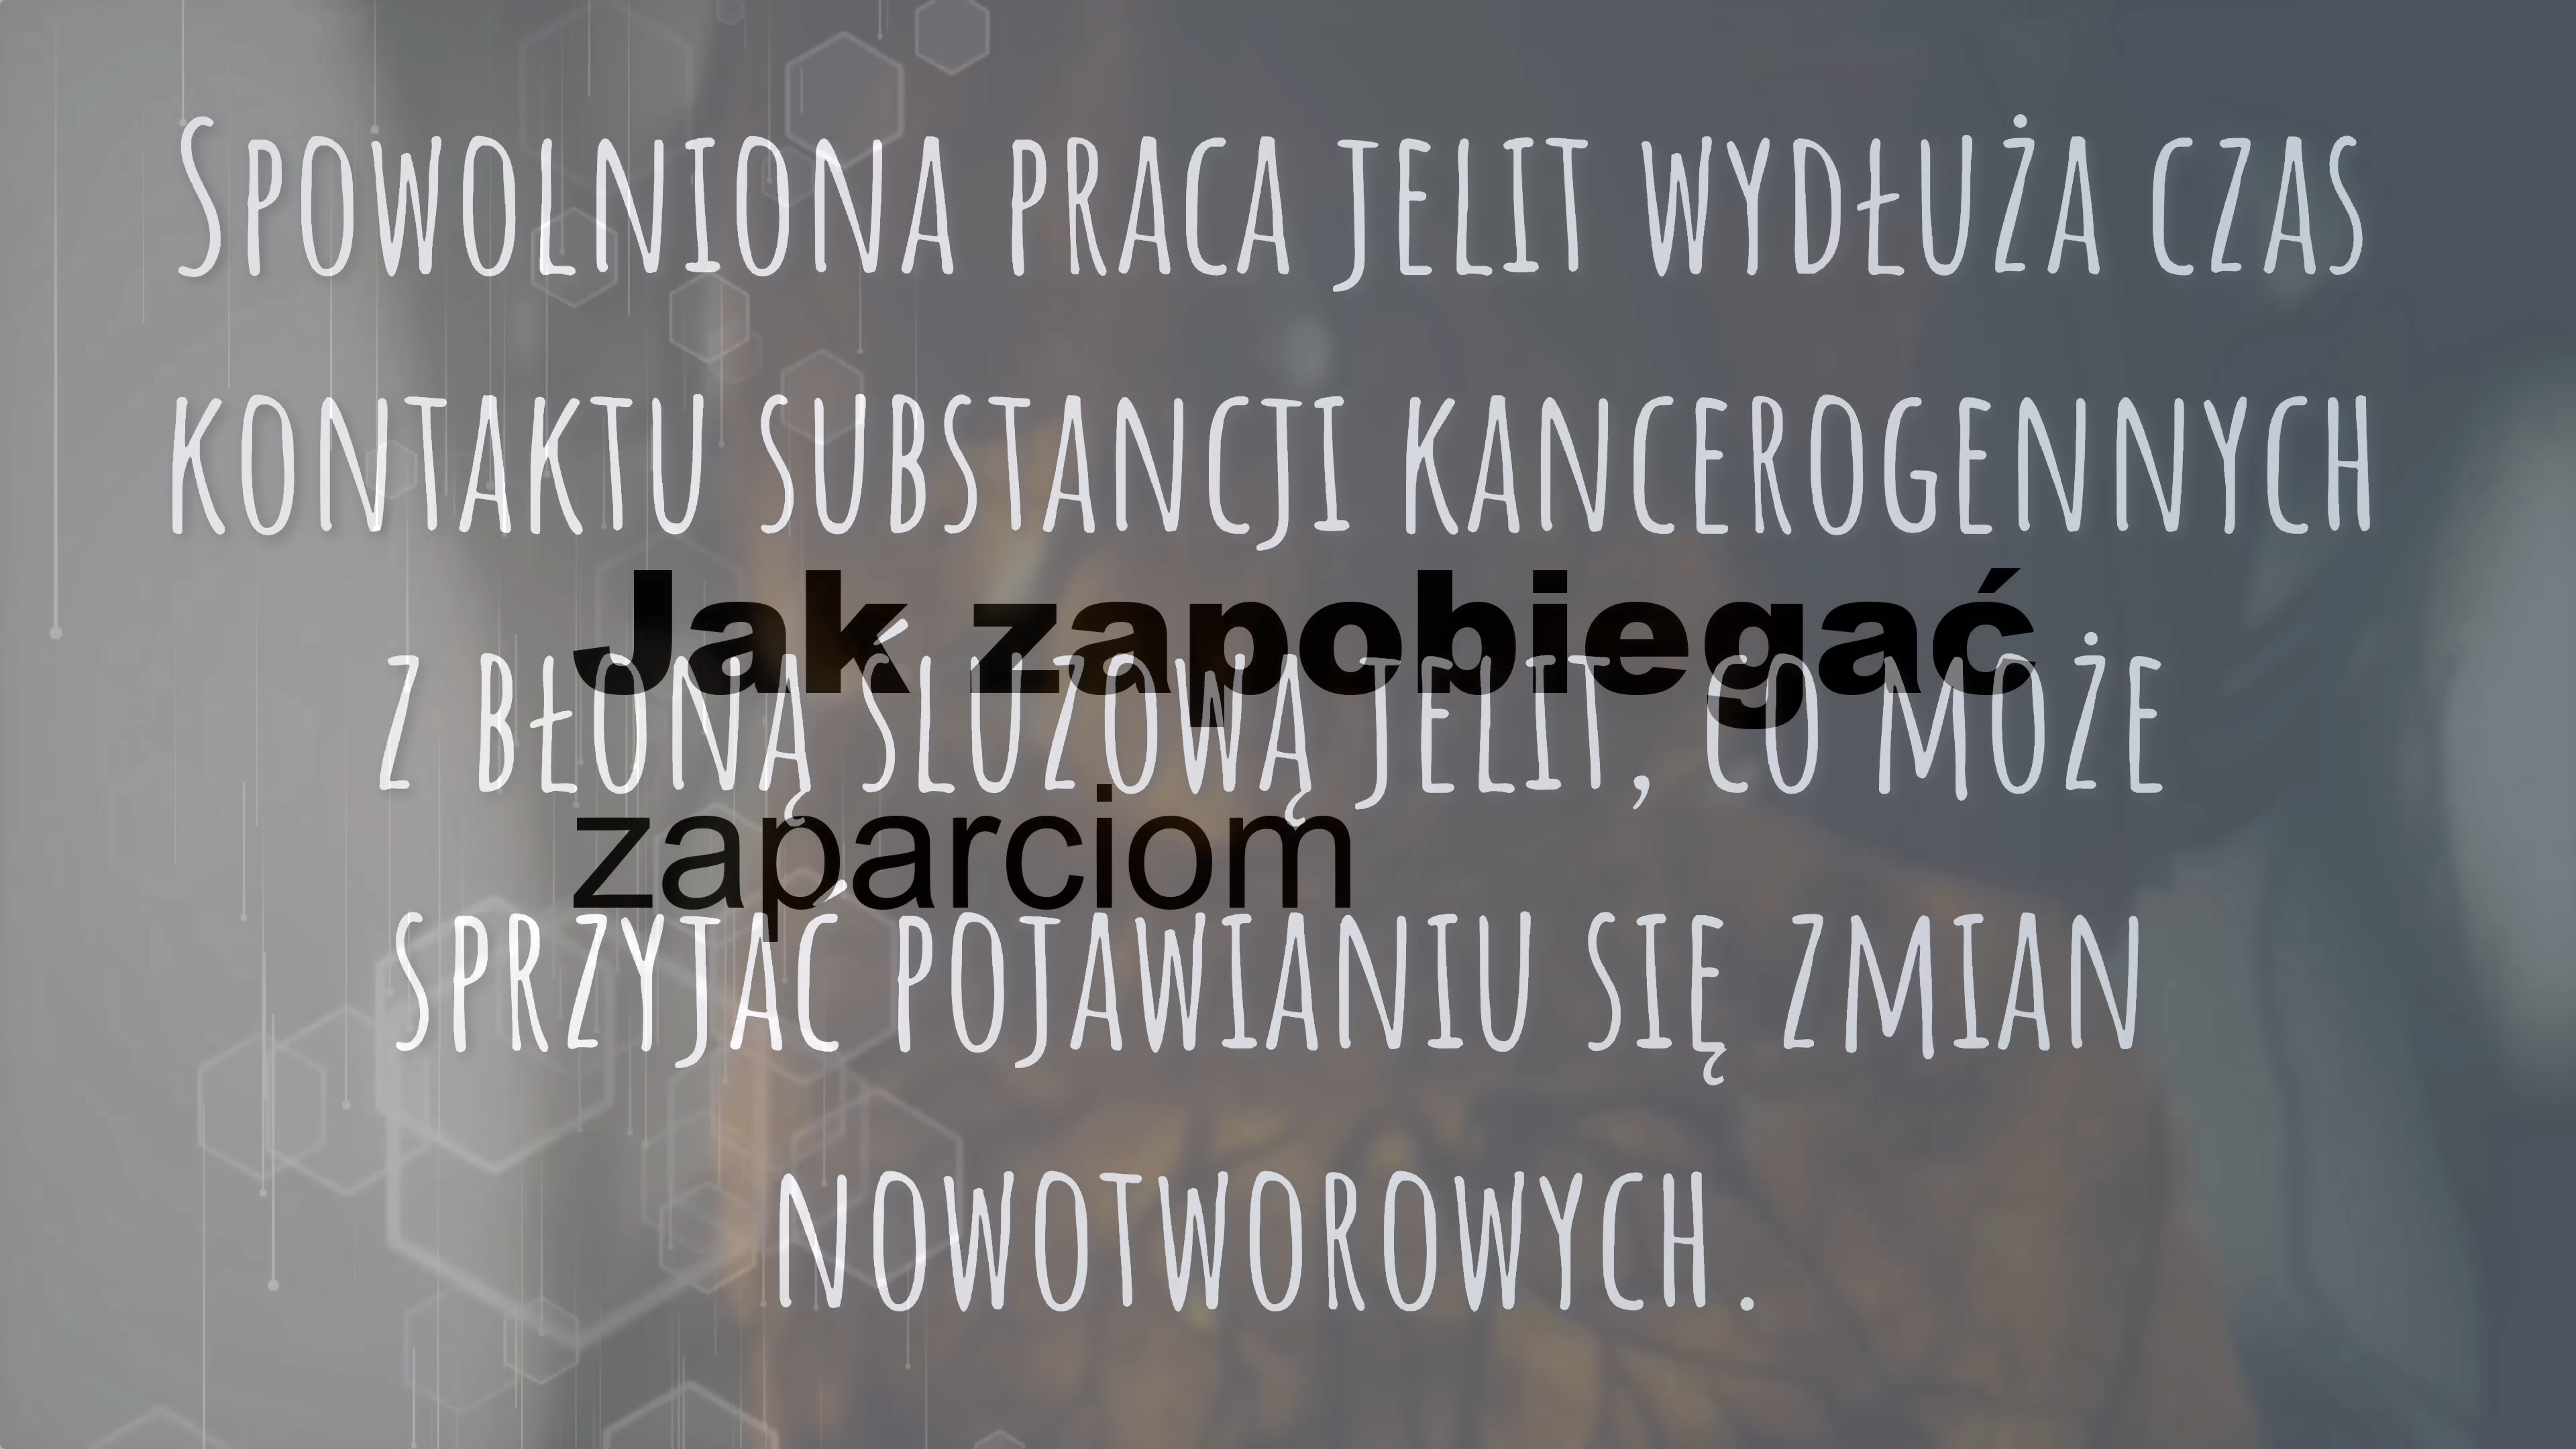 Spowolniona praca jelit wydłuża czas
kontaktu substancji kancerogennych
z błoną śluzową jelit, co może
sprzyjać pojawianiu się zmian
nowotworowych.
Jak zapobiegać
zaparciom